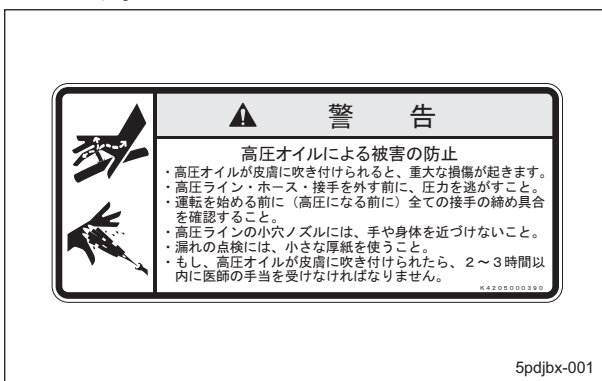 警 告
高圧オイルによる被害の防止
・高圧オイルが皮膚に吹き付けられると、重大な損傷が起きます。
・高圧ライン・ホース・接手を外す前に、圧力を逃がすこと。
・運転を始める前に（高圧になる前に）全ての接手の締め具合
を確認すること。
・高圧ラインの小穴ノズルには、手や身体を近づけないこと。
・漏れの点検には、小さな厚紙を使うこと。
・もし、高圧オイルが皮膚に吹き付けられたら、２～３時間以
内に医師の手当を受けなければなりません。
K4205000390
5pdjbx-001